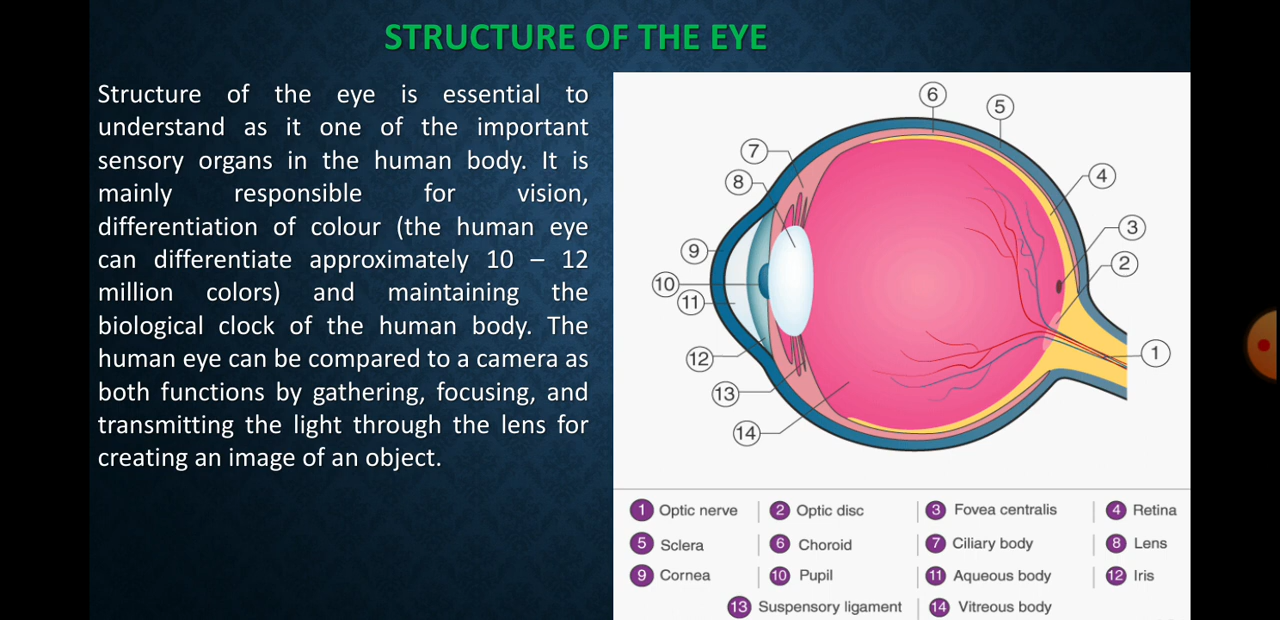 STRUCTURE OF THE EYE
Structure of the eye is essential to
understand as it one of the important
sensory organs in the human body. It is
mainly responsible for vision,
differentiation of colour (the human eye
can differentiate approximately 10 – 12
million colors) and maintaining the
biological clock of the human body. The
human eye can be compared to a camera as
both functions by gathering, focusing, and
transmitting the light through the lens for
creating an image of an object.
6
5
7
8
4
3
9
2
10
11
12
1
13
14
1 Optic nerve 2 Optic disc 3 Fovea centralis 4 Retina
5 Sclera 6 Choroid 7 Ciliary body 8 Lens
9 Cornea 10 Pupil 11 Aqueous body 12 Iris
13 Suspensory ligament 14 Vitreous body